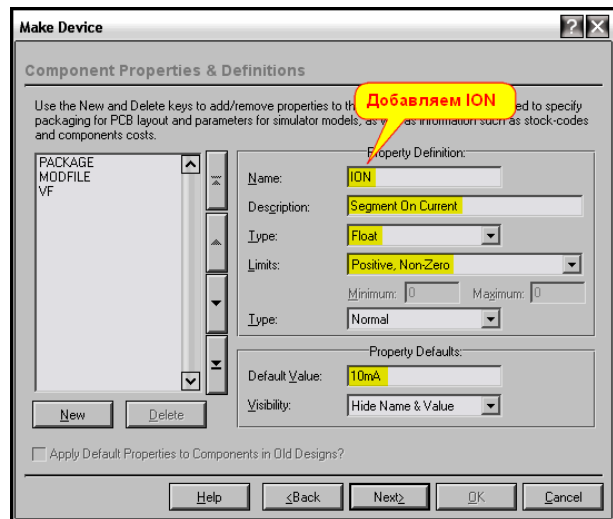 Make Device
Component Properties & Definitions
Use the New and Delete keys to add/remove properties to th ed to specify
packaging for PCB layout and parameters for simulator models, as well as information such as stock-codes
and components costs.
Добавляем ION
PACKAGE
MODFILE
VF
New
Delete
Property Definition:
Name: ION
Description: Segment On Current
Type: Float
Limits: Positive, Non-Zero
Minimum: 0 Maximum: 0
Type: Normal
Property Defaults:
Default Value: 10mA
Visibility: Hide Name & Value
Apply Default Properties to Components in Old Designs?
Help
<Back
Next>
OK
Cancel